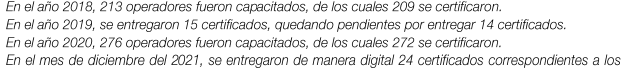 En el año 2018, 213 operadores fueron capacitados, de los cuales 209 se certificaron.
En el año 2019, se entregaron 15 certificados, quedando pendientes por entregar 14 certificados.
En el año 2020, 276 operadores fueron capacitados, de los cuales 272 se certificaron.
En el mes de diciembre del 2021, se entregaron de manera digital 24 certificados correspondientes a los